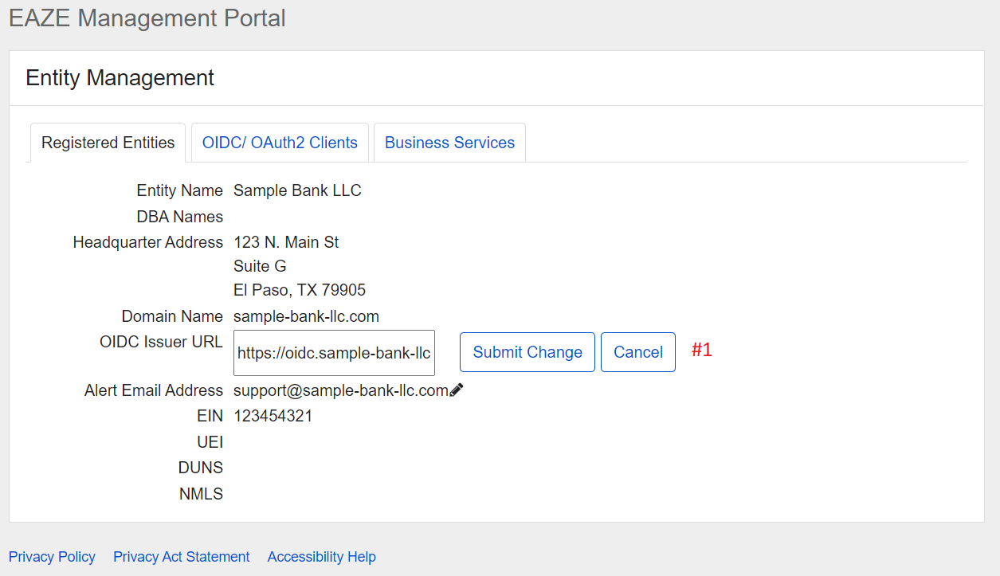 EAZE Management Portal
Entity Management
Registered Entities OIDC/ OAuth2 Clients Business Services
Entity Name Sample Bank LLC
DBA Names
Headquarter Address 123 N. Main St
Suite G
El Paso, TX 79905
Domain Name sample-bank-llc.com
OIDC Issuer URL https://oidc.sample-bank-llc Submit Change Cancel #1
Alert Email Address support@sample-bank-llc.com
EIN 123454321
UEI
DUNS
NMLS
Privacy Policy Privacy Act Statement Accessibility Help